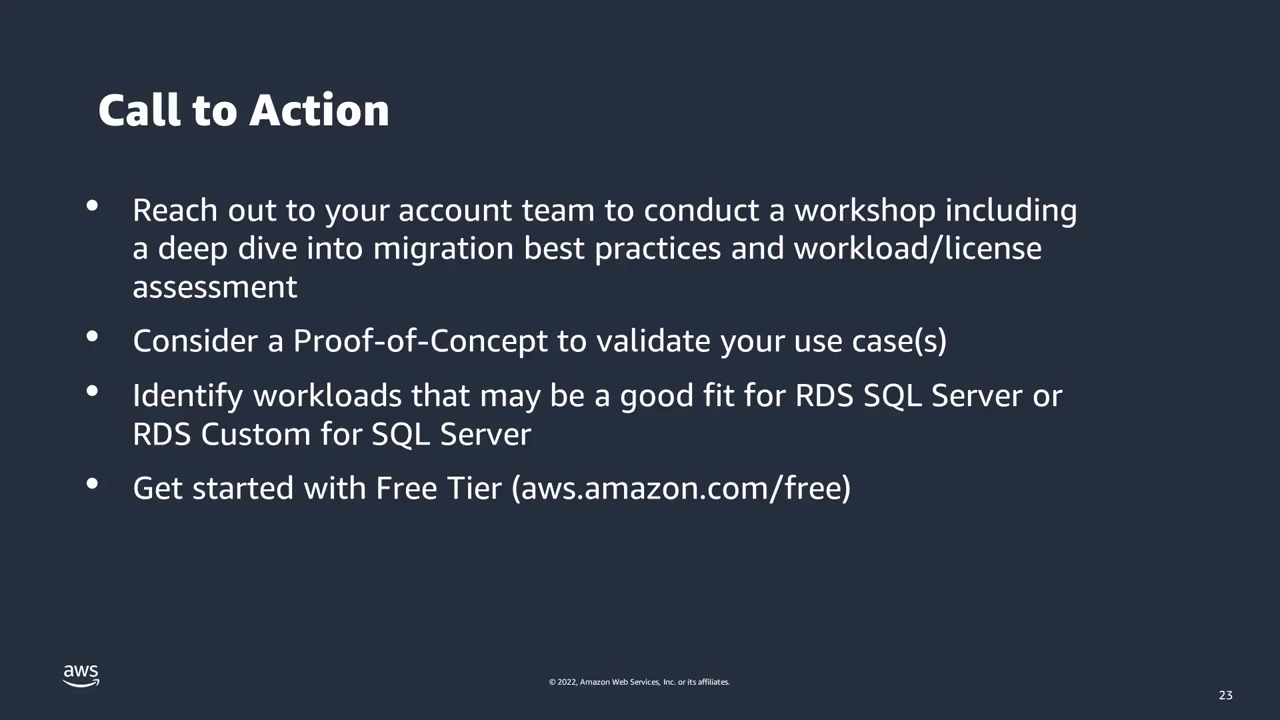 Call to Action
• Reach out to your account team to conduct a workshop including
a deep dive into migration best practices and workload/license
assessment
• Consider a Proof-of-Concept to validate your use case(s)
• Identify workloads that may be a good fit for RDS SQL Server or
RDS Custom for SQL Server
• Get started with Free Tier (aws.amazon.com/free)
aws
© 2022, Amazon Web Services, Inc. or its affiliates.
23